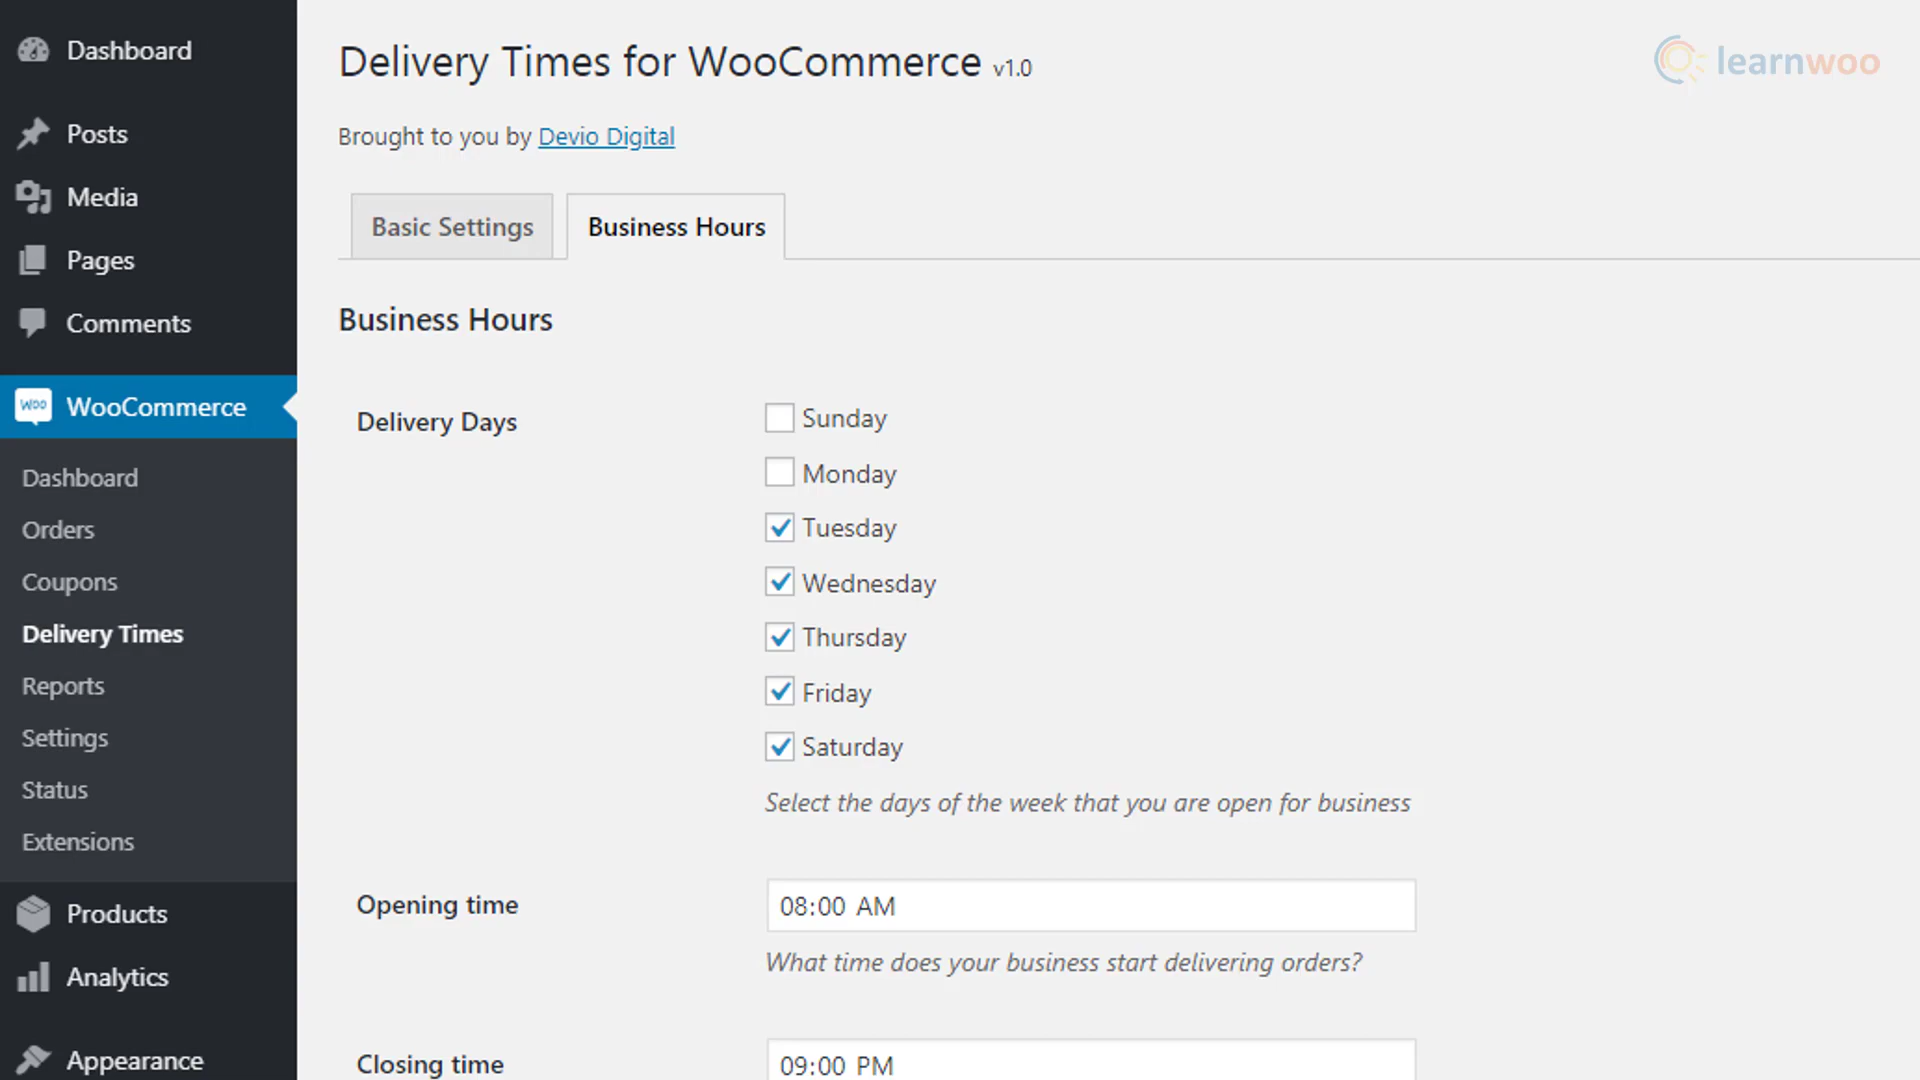 Dashboard
Posts
Media
Pages
Comments
WOO WooCommerce
Dashboard
Orders
Coupons
Delivery Times
Reports
Settings
Status
Extensions
Products
Analytics
Appearance
Delivery Times for WooCommerce v1.0
learnwoo
Brought to you by Devio Digital
Basic Settings
Business Hours
Business Hours
Delivery Days
Sunday
Monday
Tuesday
Wednesday
Thursday
Friday
Saturday
Select the days of the week that you are open for business
Opening time
08:00 AM
What time does your business start delivering orders?
Closing time
09:00 PM